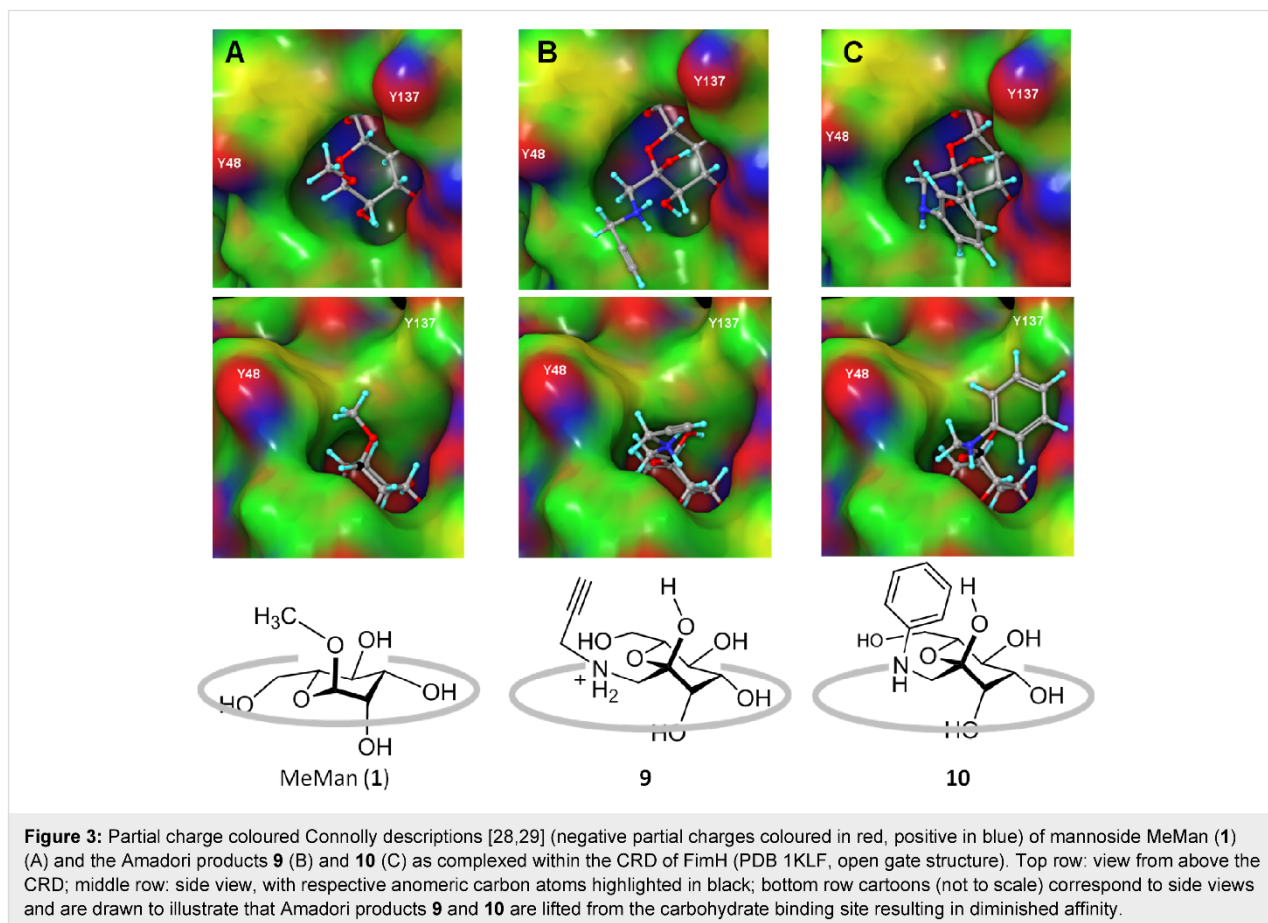 A
B
C
Y137
Y137
Y137
Y48
Y48
Y48
Y137
Y137
Y137
Y48
Y48
Y48
H₃C
O
OH
HO
O
OH
OH
MeMan (1)
H
O
HO
O
OH
N
+
H₂
OH
HO
9
H
O
HO
O
OH
N
H
OH
HO
10
Figure 3: Partial charge coloured Connolly descriptions [28,29] (negative partial charges coloured in red, positive in blue) of mannoside MeMan (1)
(A) and the Amadori products 9 (B) and 10 (C) as complexed within the CRD of FimH (PDB 1KLF, open gate structure). Top row: view from above the
CRD; middle row: side view, with respective anomeric carbon atoms highlighted in black; bottom row cartoons (not to scale) correspond to side views
and are drawn to illustrate that Amadori products 9 and 10 are lifted from the carbohydrate binding site resulting in diminished affinity.